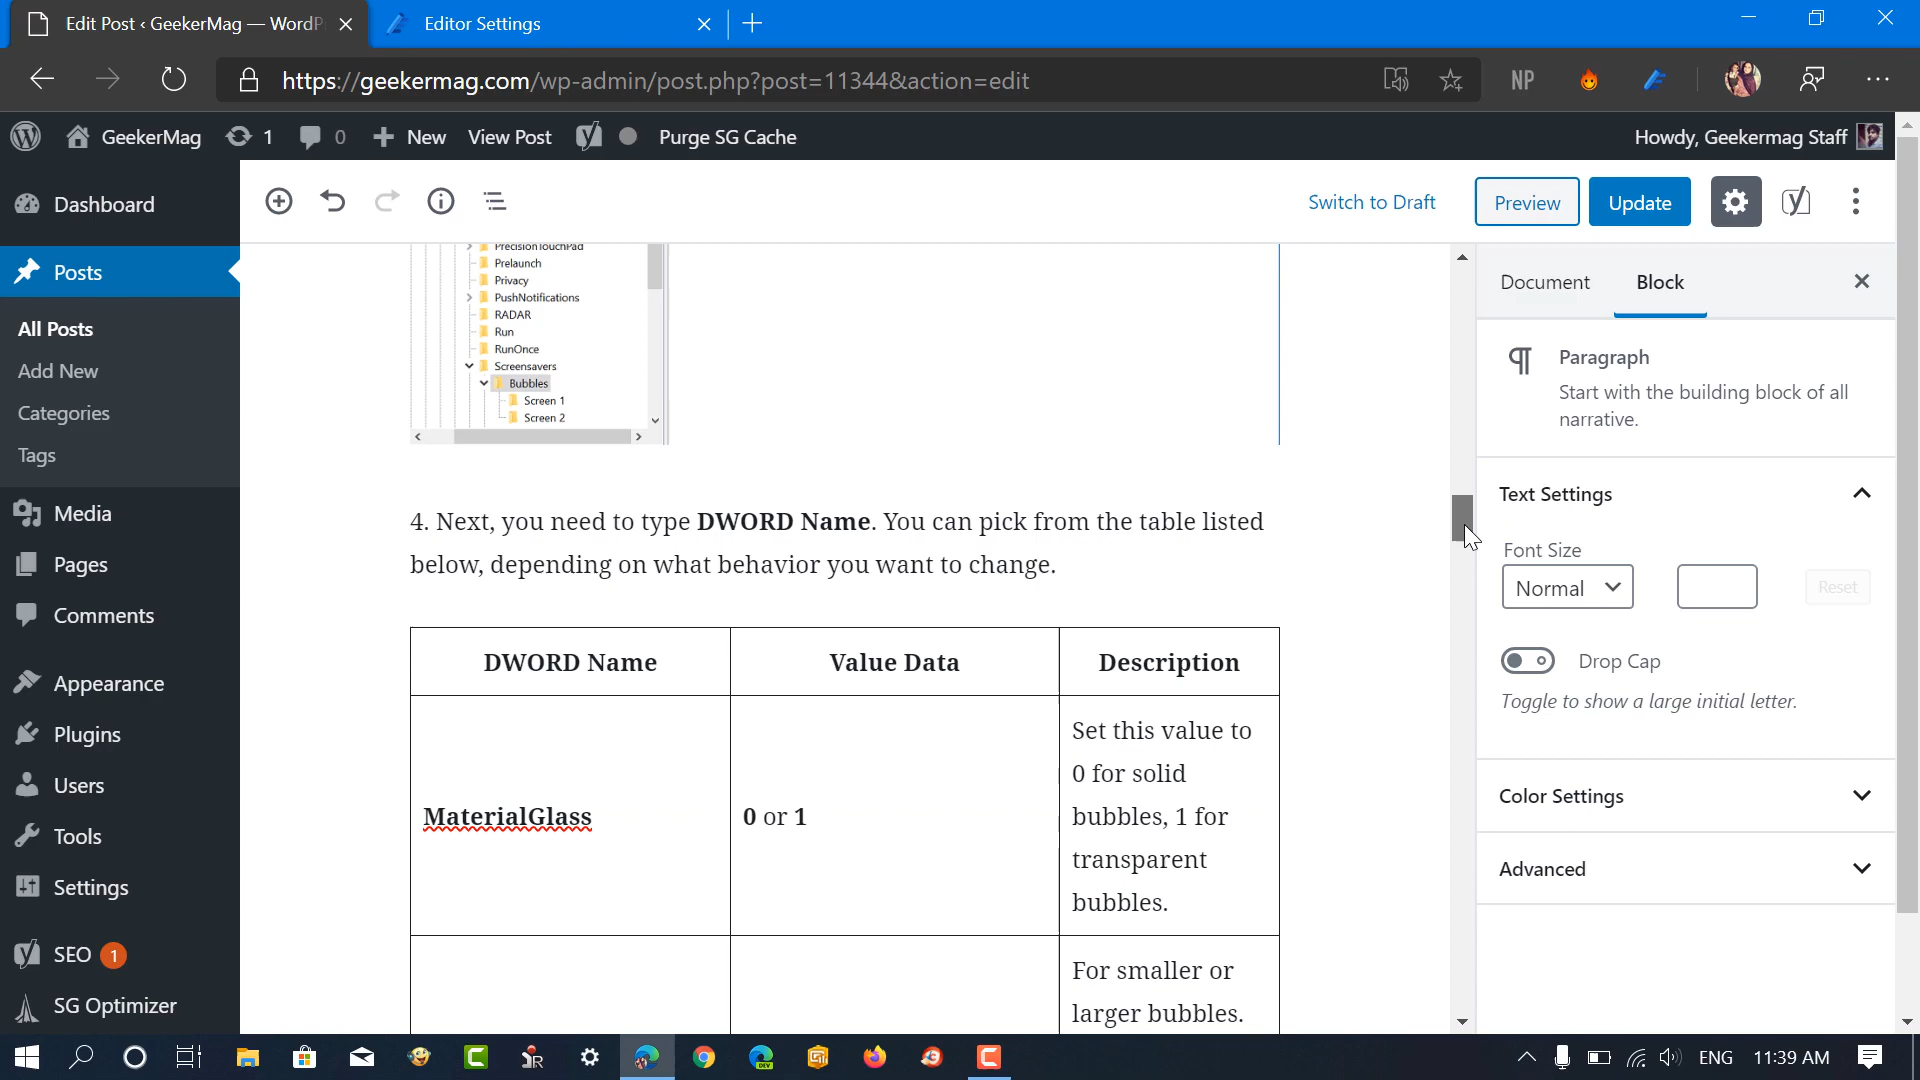 Edit Post ‹ GeekerMag — WordP
Editor Settings
https://geekermag.com/wp-admin/post.php?post=11344&action=edit
NP
GeekerMag
1
0
New
View Post
Purge SG Cache
Howdy, Geekermag Staff
Dashboard
Posts
All Posts
Add New
Categories
Tags
Media
Pages
Comments
Appearance
Plugins
Users
Tools
Settings
SEO 1
SG Optimizer
Switch to Draft
Preview
Update
PrecisionTouchPad
Prelaunch
Privacy
PushNotifications
RADAR
Run
RunOnce
Screensavers
Bubbles
Screen 1
Screen 2
4. Next, you need to type DWORD Name. You can pick from the table listed
below, depending on what behavior you want to change.
DWORD Name
Value Data
Description
MaterialGlass
0 or 1
Set this value to
0 for solid
bubbles, 1 for
transparent
bubbles.
For smaller or
larger bubbles.
Document
Block
Paragraph
Start with the building block of all
narrative.
Text Settings
Font Size
Normal
Reset
Drop Cap
Toggle to show a large initial letter.
Color Settings
Advanced
DEV
ENG
11:39 AM